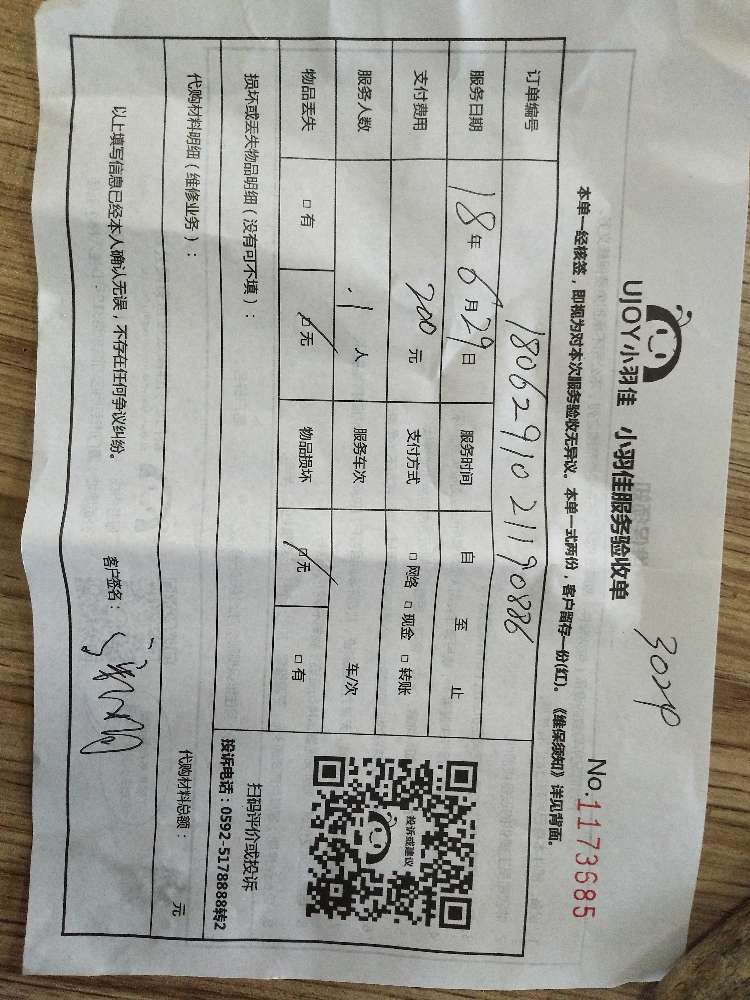 UJOY小羽佳 小羽佳服务验收单
3024
No.1173685
本单一经核签，即视为对本次服务验收无异议。本单一式两份，客户留存一份(红)。《维保须知》详见背面。
订单编号 1806291021190886
服务日期 18年6月29日 服务时间 自 至 止
支付费用 200元 支付方式 □网络 □现金 □转账
服务人数 1人 服务车次 车/次
物品丢失 □有 □无 物品损坏 □无 □有
投诉或建议
扫码评价或投诉
投诉电话：0592-5178888转2
损坏或丢失物品明细（没有可不填）：
代购材料明细（维修业务）： 代购材料总额： 元
以上填写信息已经本人确认无误，不存在任何争议纠纷。 客户签名：